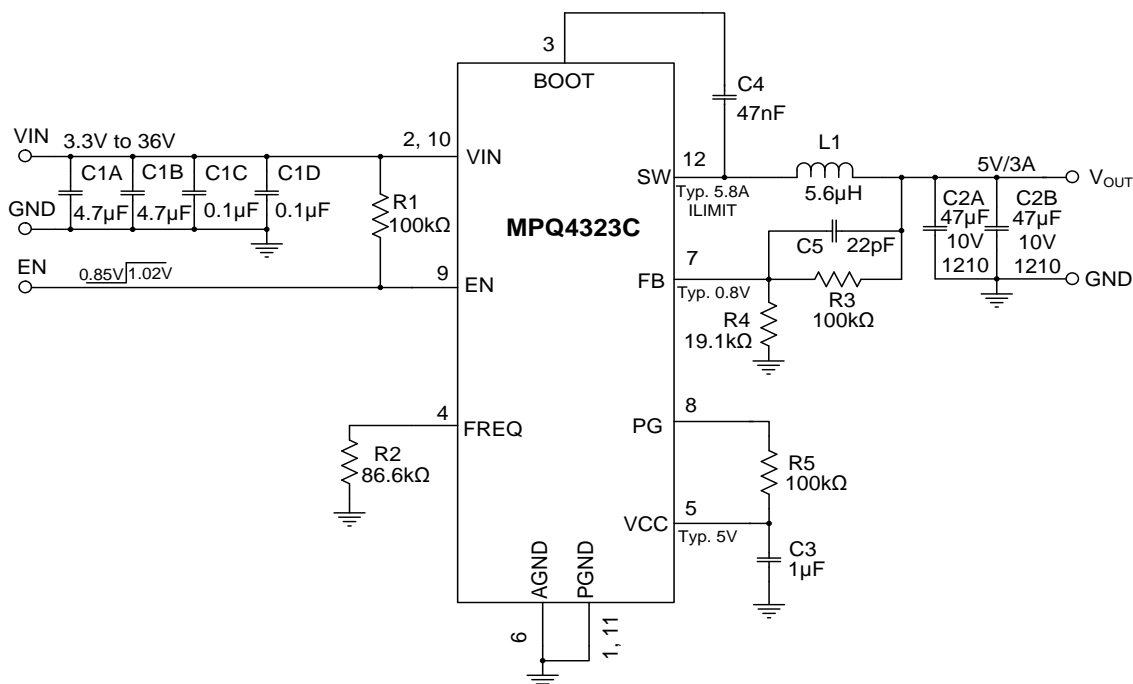 3
BOOT
C4
47nF
VIN
3.3V to 36V
2, 10
VIN
C1A
C1B
C1C
C1D
4.7µF
4.7µF
0.1µF
0.1µF
GND
R1
100kΩ
EN
0.85V
1.02V
9
EN
MPQ4323C
12
SW
Typ. 5.8A
ILIMIT
L1
5.6µH
5V/3A
VOUT
C2A
47µF
10V
1210
C2B
47µF
10V
1210
GND
C5
22pF
7
FB
Typ. 0.8V
R3
100kΩ
R4
19.1kΩ
4
FREQ
R2
86.6kΩ
8
PG
R5
100kΩ
5
VCC
Typ. 5V
C3
1µF
AGND
PGND
6
1, 11